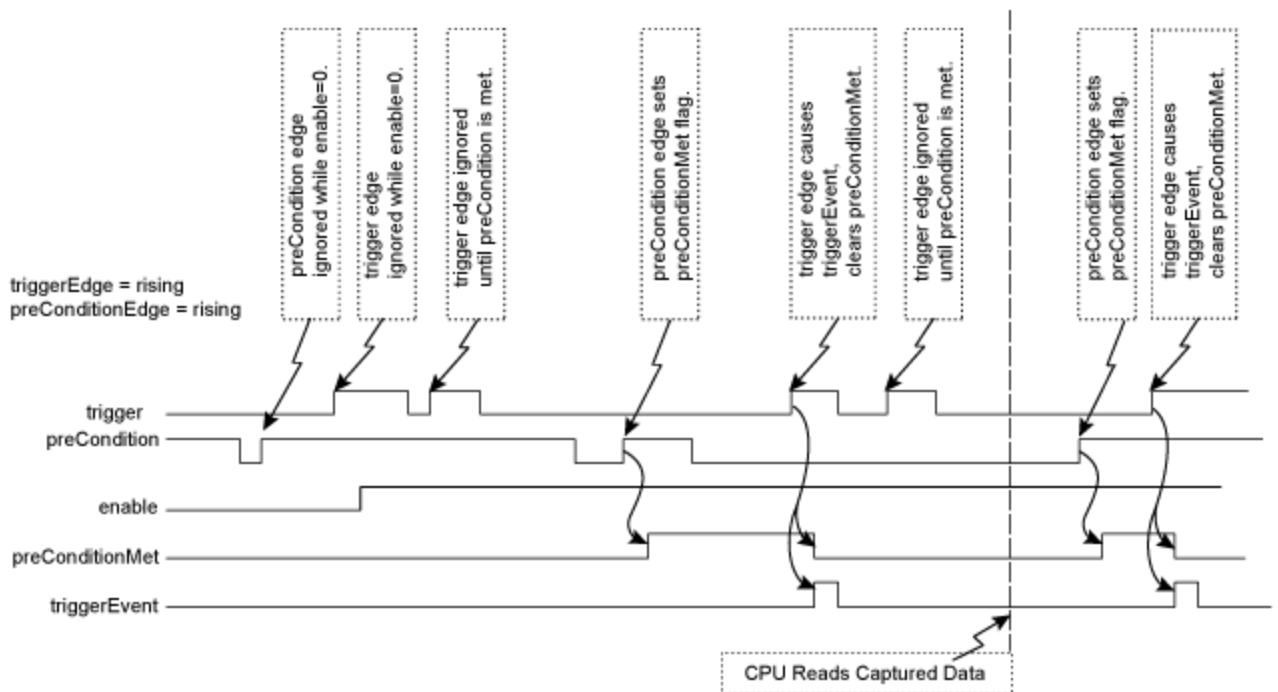 preCondition edge
ignored while enable=0.
trigger edge
ignored while enable=0.
trigger edge ignored
until preCondition is met.
preCondition edge sets
preConditionMet flag.
trigger edge causes
triggerEvent,
clears preConditionMet.
trigger edge ignored
until preCondition is met.
preCondition edge sets
preConditionMet flag.
trigger edge causes
triggerEvent,
clears preConditionMet.
triggerEdge = rising
preConditionEdge = rising
trigger
preCondition
enable
preConditionMet
triggerEvent
CPU Reads Captured Data